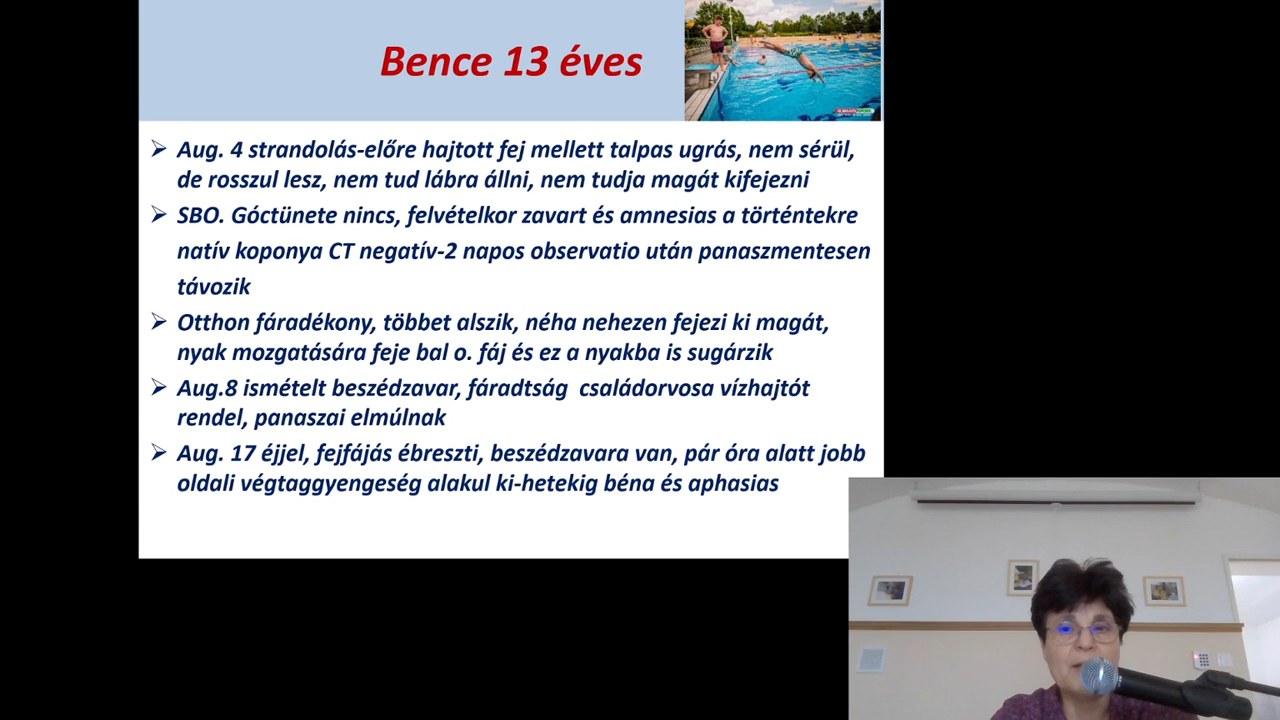 Bence 13 éves
Aug. 4 strandolás-előre hajtott fej mellett talpas ugrás, nem sérül,
de rosszul lesz, nem tud lábra állni, nem tudja magát kifejezni
SBO. Góctünete nincs, felvételkor zavart és amnesias a történtekre
natív koponya CT negatív-2 napos observatio után panaszmentesen
távozik
Otthon fáradékony, többet alszik, néha nehezen fejezi ki magát,
nyak mozgatására feje bal o. fáj és ez a nyakba is sugárzik
Aug.8 ismételt beszédzavar, fáradtság családorvosa vízhajtót
rendel, panaszai elmúlnak
Aug. 17 éjjel, fejfájás ébreszti, beszédzavara van, pár óra alatt jobb
oldali végtaggyengeség alakul ki-hetekig béna és aphasias